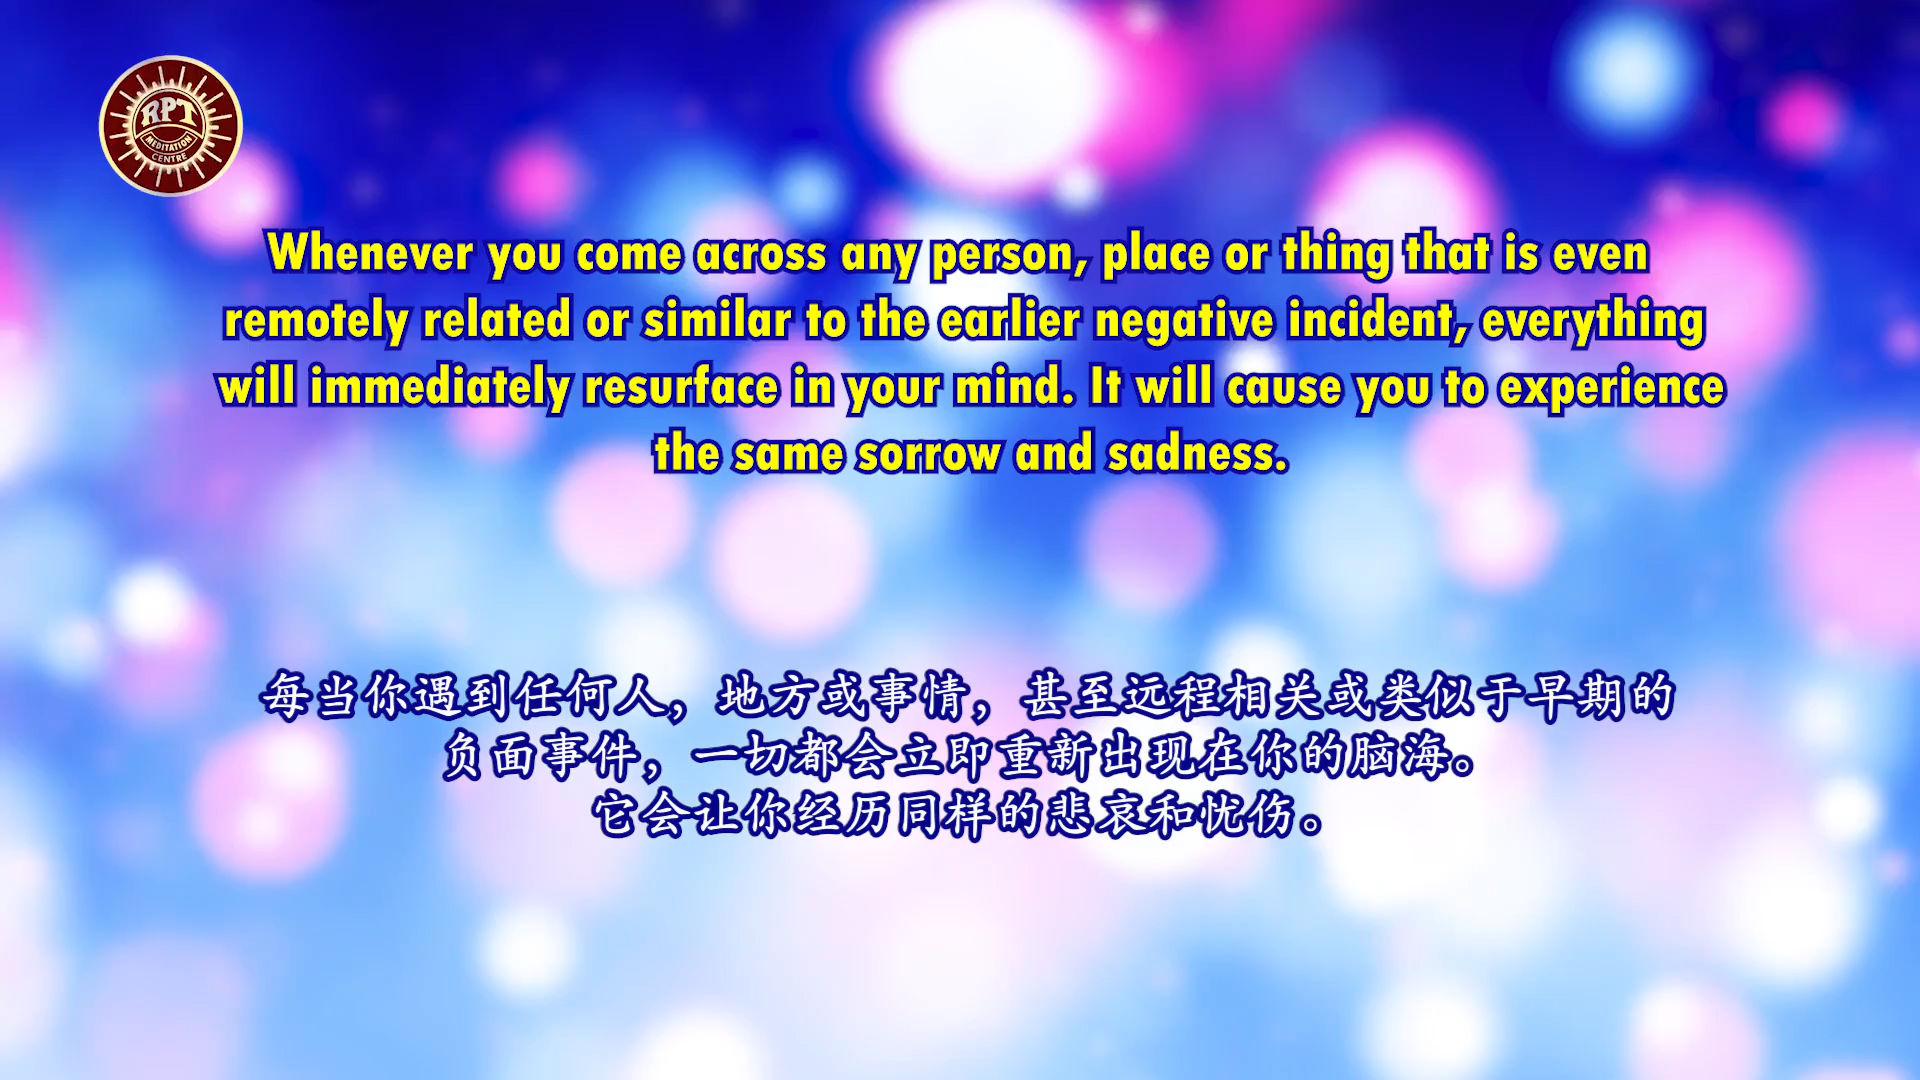 RPT
MEDITATION
CENTRE
Whenever you come across any person, place or thing that is even
remotely related or similar to the earlier negative incident, everything
will immediately resurface in your mind. It will cause you to experience
the same sorrow and sadness.
每当你遇到任何人，地方或事情，甚至远程相关或类似于早期的
负面事件，一切都会立即重新出现在你的脑海。
它会让你经历同样的悲哀和忧伤。